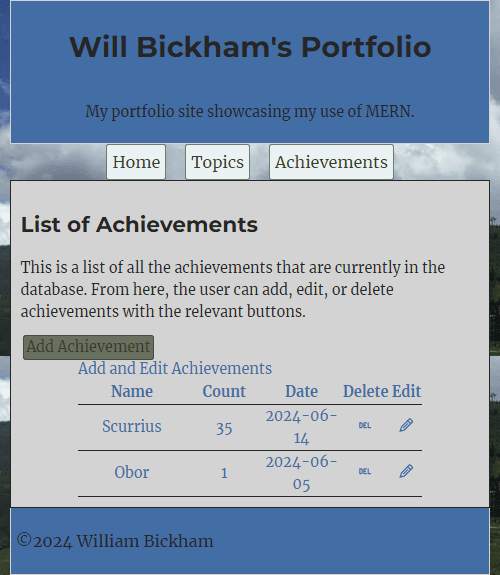 Will Bickham's Portfolio
My portfolio site showcasing my use of MERN.
Home Topics Achievements
List of Achievements
This is a list of all the achievements that are currently in the
database. From here, the user can add, edit, or delete
achievements with the relevant buttons.
Add Achievement
Add and Edit Achievements
Name Count Date Delete Edit
Scurrius 35 2024-06-
14 DEL
Obor 1 2024-06-
05 DEL
©2024 William Bickham